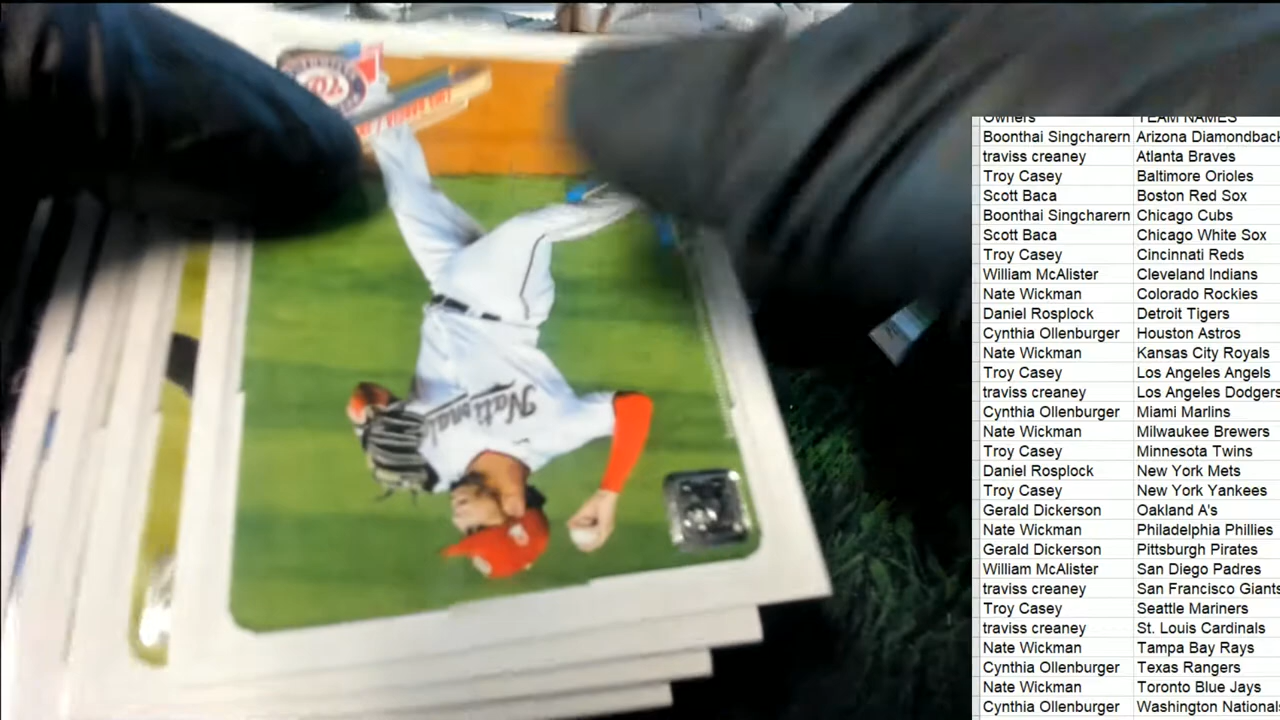 Nationals
Owners TEAM NAMES
Boonthai Singcharern Arizona Diamondback
traviss creaney Atlanta Braves
Troy Casey Baltimore Orioles
Scott Baca Boston Red Sox
Boonthai Singcharern Chicago Cubs
Scott Baca Chicago White Sox
Troy Casey Cincinnati Reds
William McAlister Cleveland Indians
Nate Wickman Colorado Rockies
Daniel Rosplock Detroit Tigers
Cynthia Ollenburger Houston Astros
Nate Wickman Kansas City Royals
Troy Casey Los Angeles Angels
traviss creaney Los Angeles Dodgers
Cynthia Ollenburger Miami Marlins
Nate Wickman Milwaukee Brewers
Troy Casey Minnesota Twins
Daniel Rosplock New York Mets
Troy Casey New York Yankees
Gerald Dickerson Oakland A's
Nate Wickman Philadelphia Phillies
Gerald Dickerson Pittsburgh Pirates
William McAlister San Diego Padres
traviss creaney San Francisco Giants
Troy Casey Seattle Mariners
traviss creaney St. Louis Cardinals
Nate Wickman Tampa Bay Rays
Cynthia Ollenburger Texas Rangers
Nate Wickman Toronto Blue Jays
Cynthia Ollenburger Washington Nationals